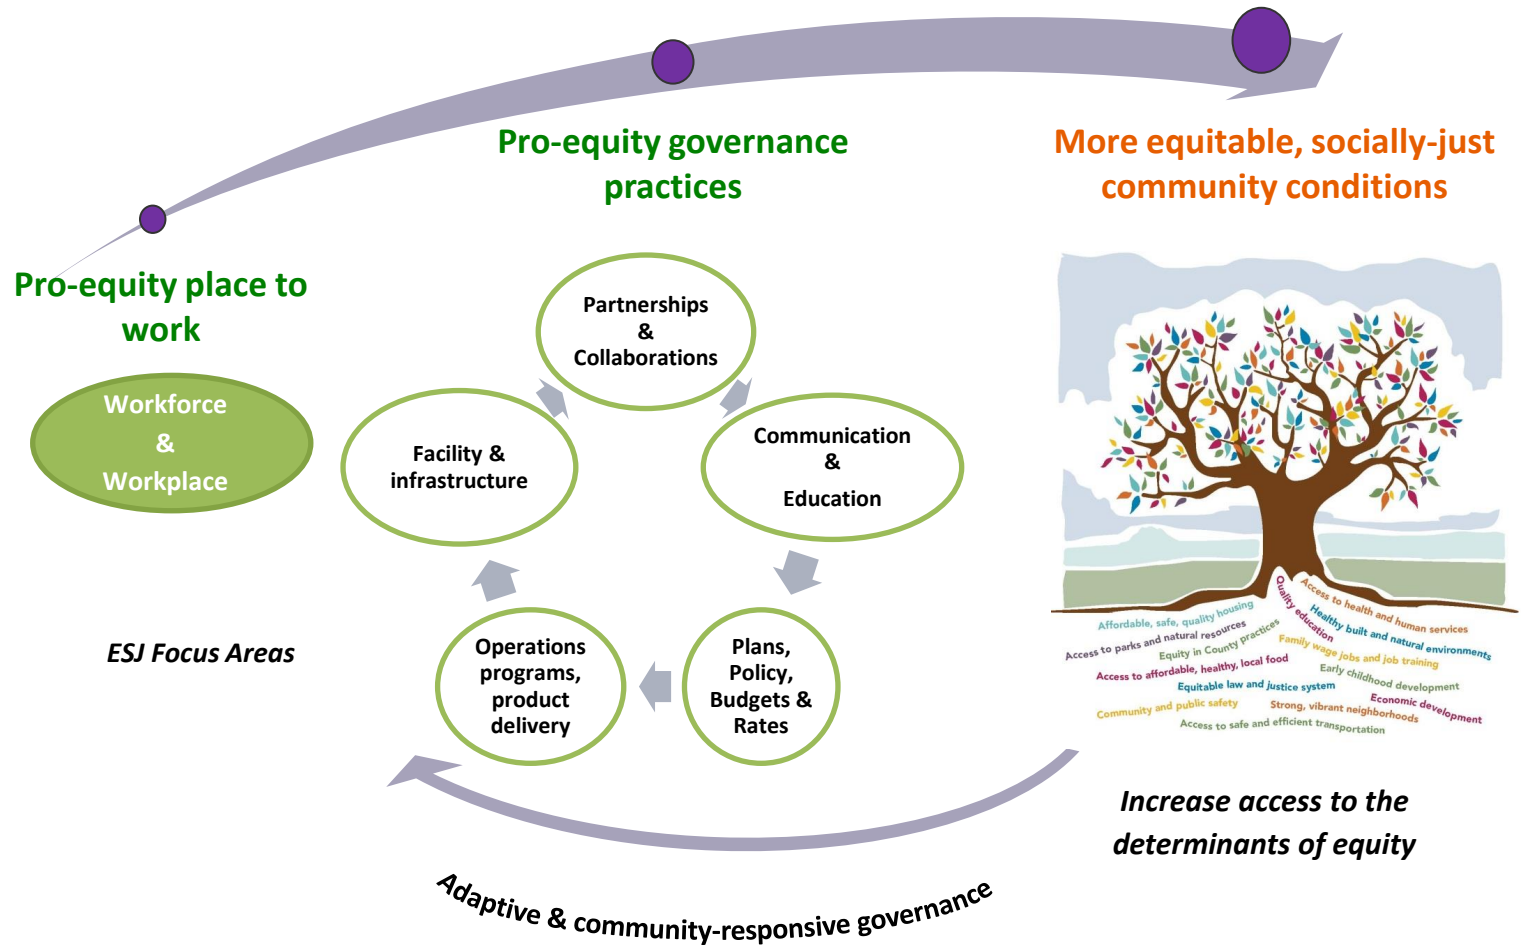 Pro-equity governance
practices
More equitable, socially-just
community conditions
Pro-equity place to
work
Workforce
&
Workplace
Partnerships
&
Collaborations
Facility &
infrastructure
Communication
&
Education
Operations
programs,
product
delivery
Plans,
Policy,
Budgets &
Rates
ESJ Focus Areas
Affordable, safe, quality housing
Quality education
Access to health and human services
Access to parks and natural resources
Healthy built and natural environments
Equity in County practices
Family wage jobs and job training
Access to affordable, healthy, local food
Early childhood development
Equitable law and justice system
Economic development
Community and public safety
Strong, vibrant neighborhoods
Access to safe and efficient transportation
Increase access to the
determinants of equity
Adaptive & community-responsive governance